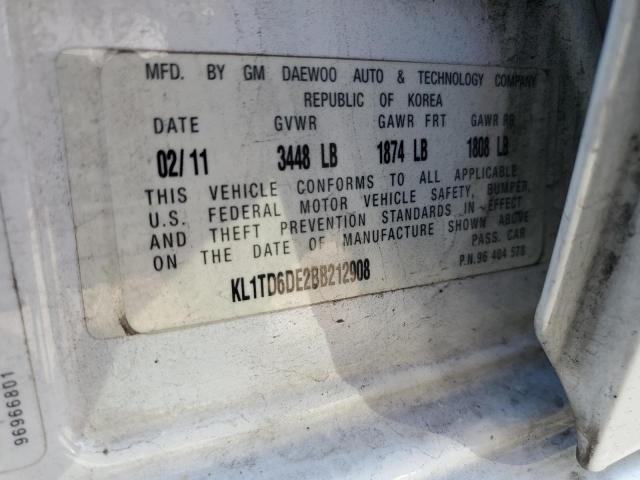 MFD. BY GM DAEWOO AUTO & TECHNOLOGY COMPANY
REPUBLIC OF KOREA
DATE GVWR GAWR FRT GAWR RR
02/11 3448 LB 1874 LB 1808 LB
THIS VEHICLE CONFORMS TO ALL APPLICABLE
U.S. FEDERAL MOTOR VEHICLE SAFETY, BUMPER,
AND THEFT PREVENTION STANDARDS IN EFFECT
ON THE DATE OF MANUFACTURE SHOWN ABOVE
PASS. CAR
P.N. 96 404 578
KL1TD6DE2BB212908
96966801